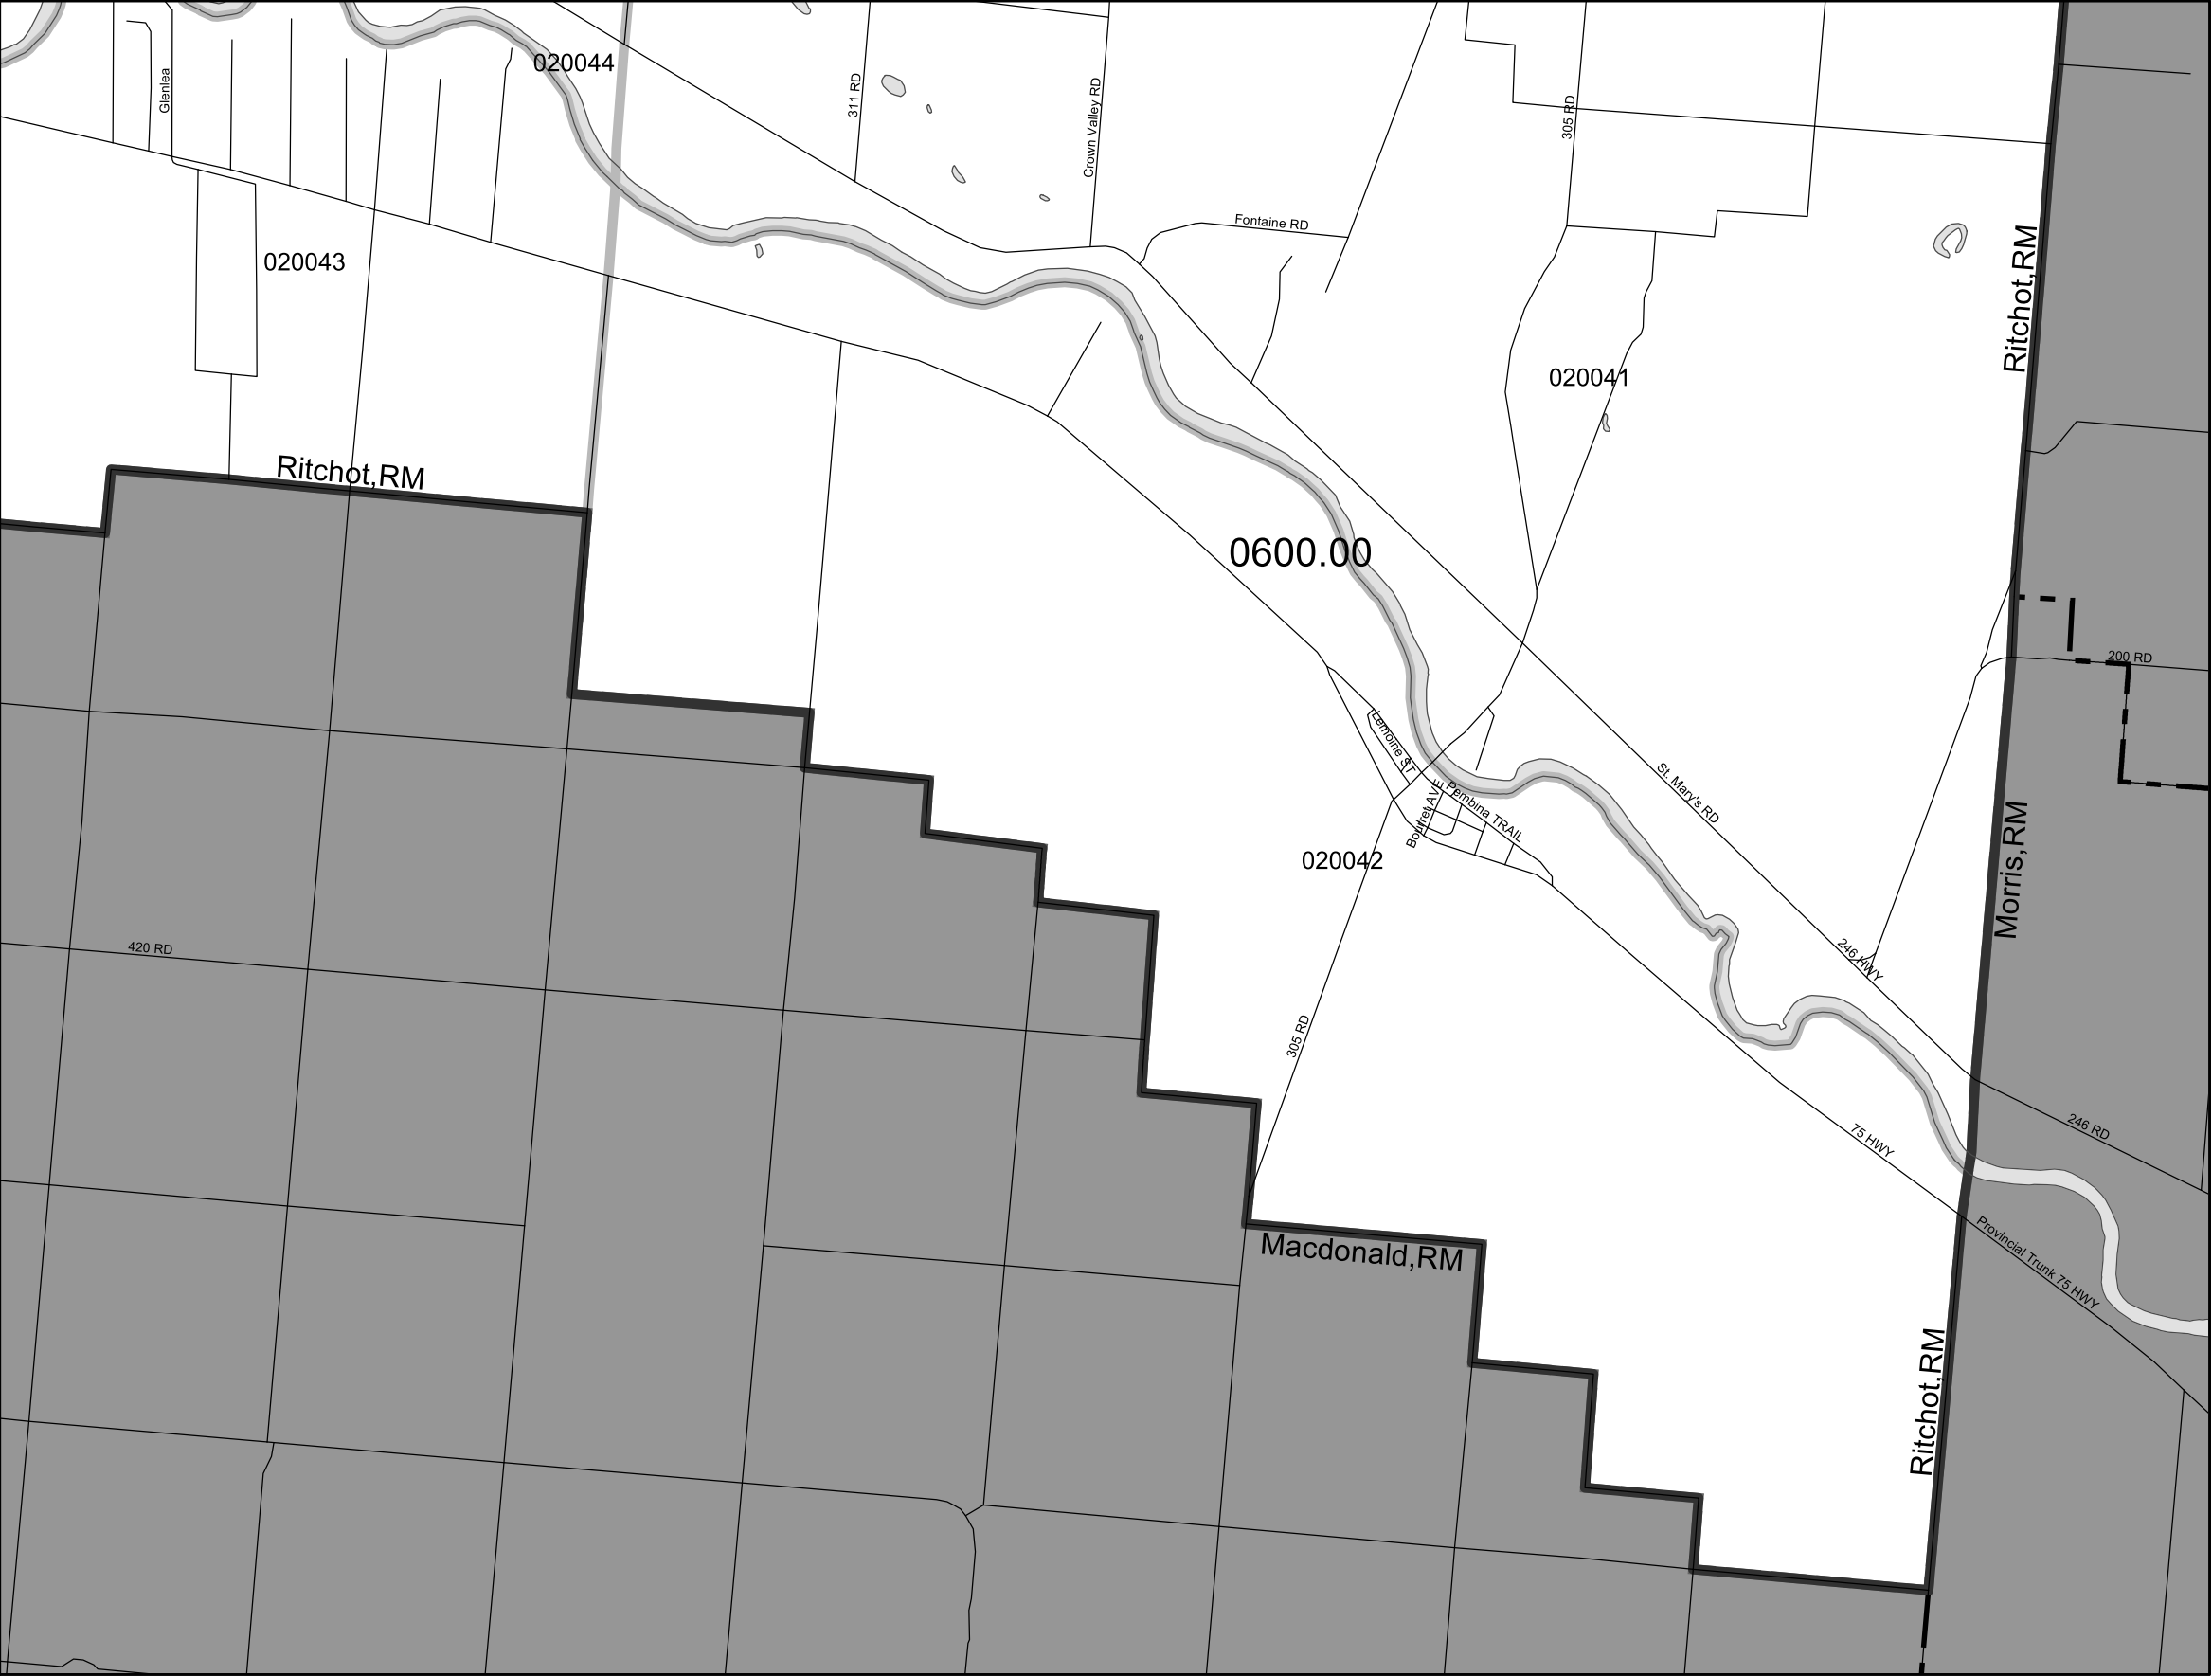 020044
Glenlea
311 RD
Crown Valley RD
305 RD
Fontaine RD
020043
Ritchot,RM
020041
Ritchot,RM
0600.00
200 RD
Lemoine ST
St. Mary's RD
Pembina TRAIL
Bourret AVE
020042
Morris,RM
420 RD
246 HWY
305 RD
246 RD
75 HWY
Macdonald,RM
Provincial Trunk 75 HWY
Ritchot,RM